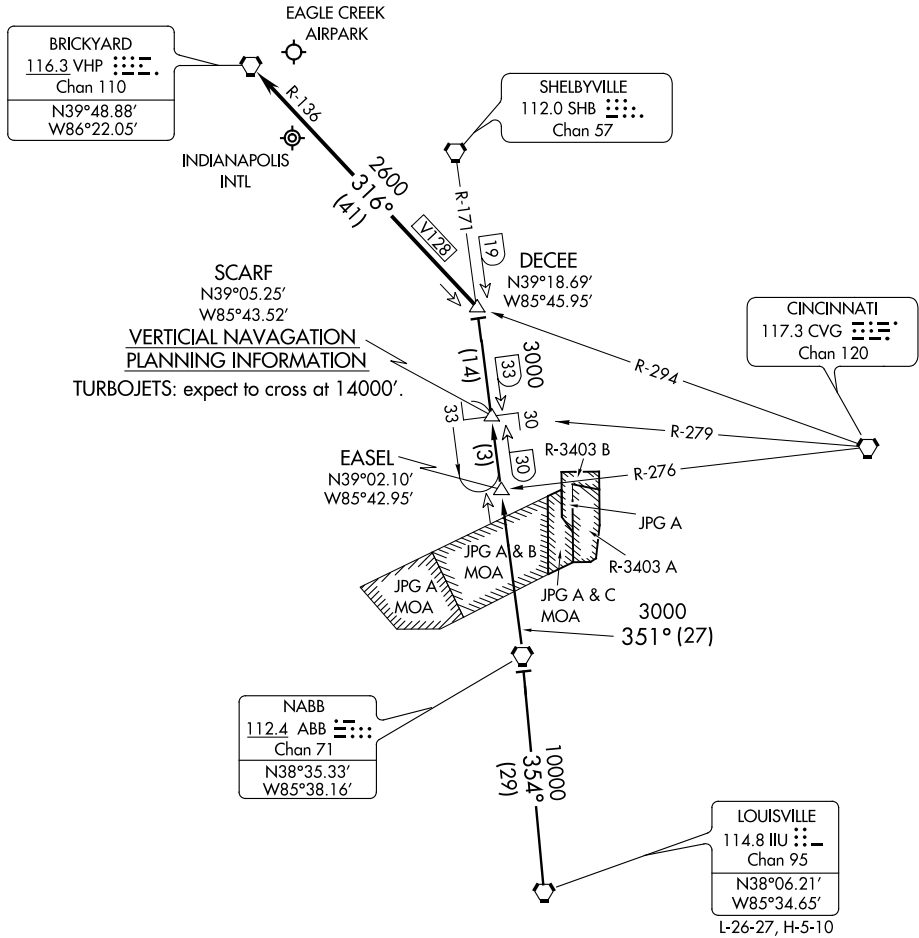 EAGLE CREEK
AIRPARK
BRICKYARD
116.3 VHP
Chan 110
N39°48.88'
W86°22.05'
SHELBYVILLE
112.0 SHB
Chan 57
R-136
INDIANAPOLIS
INTL
2600
316°
(41)
V128
R-171
19
DECEE
N39°18.69'
W85°45.95'
SCARF
N39°05.25'
W85°43.52'
VERTICIAL NAVAGATION
PLANNING INFORMATION
TURBOJETS: expect to cross at 14000'.
CINCINNATI
117.3 CVG
Chan 120
3000
(14)
33
R-294
R-279
R-276
33
30
(3)
30
EASEL
N39°02.10'
W85°42.95'
R-3403 B
JPG A
R-3403 A
JPG A & B
MOA
JPG A
MOA
JPG A & C
MOA
3000
351° (27)
NABB
112.4 ABB
Chan 71
N38°35.33'
W85°38.16'
10000
354°
(29)
LOUISVILLE
114.8 IIU
Chan 95
N38°06.21'
W85°34.65'
L-26-27, H-5-10